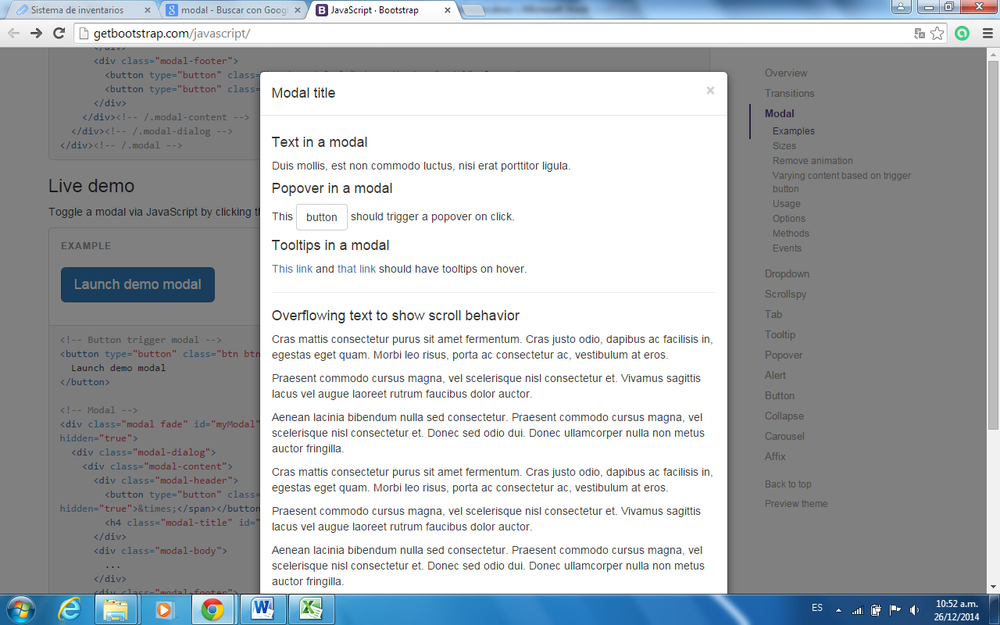 Sistema de inventarios
modal - Buscar con Googl
JavaScript · Bootstrap
getbootstrap.com/javascript/
</div>
<div class="modal-footer">
<button type="button" class=
<button type="button" class=
</div>
</div><!-- /.modal-content -->
</div><!-- /.modal-dialog -->
</div><!-- /.modal -->
Live demo
Toggle a modal via JavaScript by clicking th
EXAMPLE
Launch demo modal
<!-- Button trigger modal -->
<button type="button" class="btn btn
Launch demo modal
</button>
<!-- Modal -->
<div class="modal fade" id="myModal"
hidden="true">
<div class="modal-dialog">
<div class="modal-content">
<div class="modal-header">
<button type="button" class=
hidden="true">&times;</span></button
<h4 class="modal-title" id="
</div>
<div class="modal-body">
...
</div>
<div class="modal-footer">
Modal title
×
Text in a modal
Duis mollis, est non commodo luctus, nisi erat porttitor ligula.
Popover in a modal
This button should trigger a popover on click.
Tooltips in a modal
This link and that link should have tooltips on hover.
Overflowing text to show scroll behavior
Cras mattis consectetur purus sit amet fermentum. Cras justo odio, dapibus ac facilisis in,
egestas eget quam. Morbi leo risus, porta ac consectetur ac, vestibulum at eros.
Praesent commodo cursus magna, vel scelerisque nisl consectetur et. Vivamus sagittis
lacus vel augue laoreet rutrum faucibus dolor auctor.
Aenean lacinia bibendum nulla sed consectetur. Praesent commodo cursus magna, vel
scelerisque nisl consectetur et. Donec sed odio dui. Donec ullamcorper nulla non metus
auctor fringilla.
Cras mattis consectetur purus sit amet fermentum. Cras justo odio, dapibus ac facilisis in,
egestas eget quam. Morbi leo risus, porta ac consectetur ac, vestibulum at eros.
Praesent commodo cursus magna, vel scelerisque nisl consectetur et. Vivamus sagittis
lacus vel augue laoreet rutrum faucibus dolor auctor.
Aenean lacinia bibendum nulla sed consectetur. Praesent commodo cursus magna, vel
scelerisque nisl consectetur et. Donec sed odio dui. Donec ullamcorper nulla non metus
auctor fringilla.
Overview
Transitions
Modal
Examples
Sizes
Remove animation
Varying content based on trigger
button
Usage
Options
Methods
Events
Dropdown
Scrollspy
Tab
Tooltip
Popover
Alert
Button
Collapse
Carousel
Affix
Back to top
Preview theme
ES
10:52 a.m.
26/12/2014